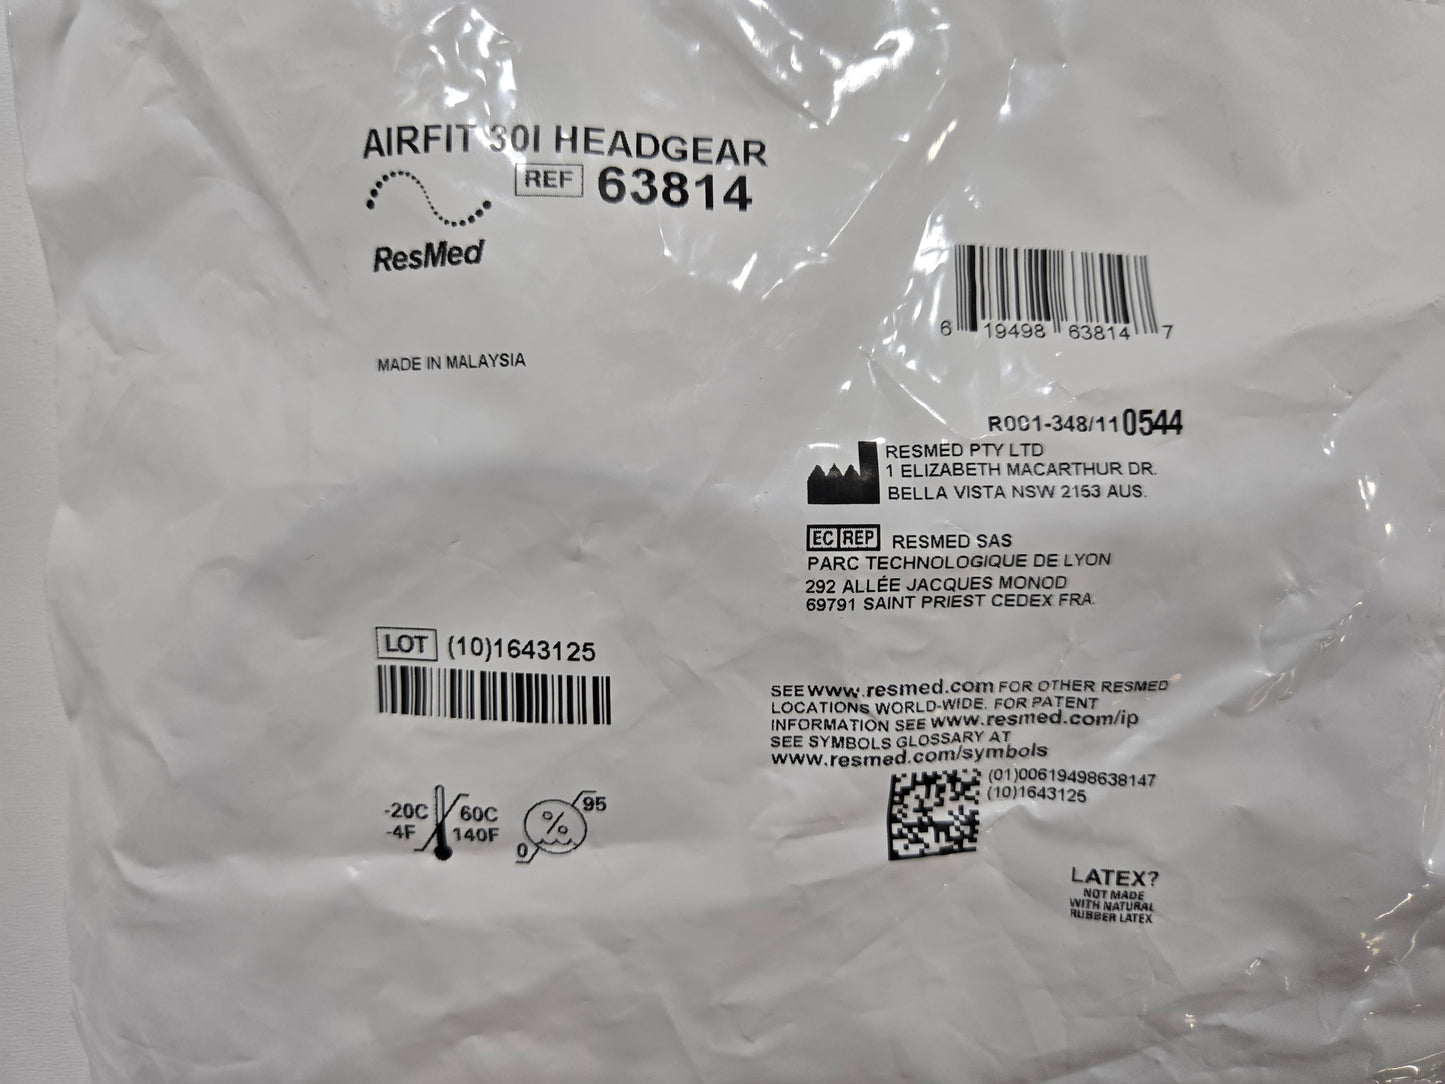 AIRFIT 30I HEADGEAR
REF 63814
ResMed
6 19498 63814 7
MADE IN MALAYSIA
R001-348/11 0544
RESMED PTY LTD
1 ELIZABETH MACARTHUR DR.
BELLA VISTA NSW 2153 AUS.
EC REP RESMED SAS
PARC TECHNOLOGIQUE DE LYON
292 ALLÉE JACQUES MONOD
69791 SAINT PRIEST CEDEX FRA.
LOT (10)1643125
SEE www.resmed.com FOR OTHER RESMED
LOCATIONS WORLD-WIDE. FOR PATENT
INFORMATION SEE www.resmed.com/ip
SEE SYMBOLS GLOSSARY AT
www.resmed.com/symbols
(01)00619498638147
(10)1643125
-20C 60C
-4F 140F
% 95
0
LATEX?
NOT MADE
WITH NATURAL
RUBBER LATEX